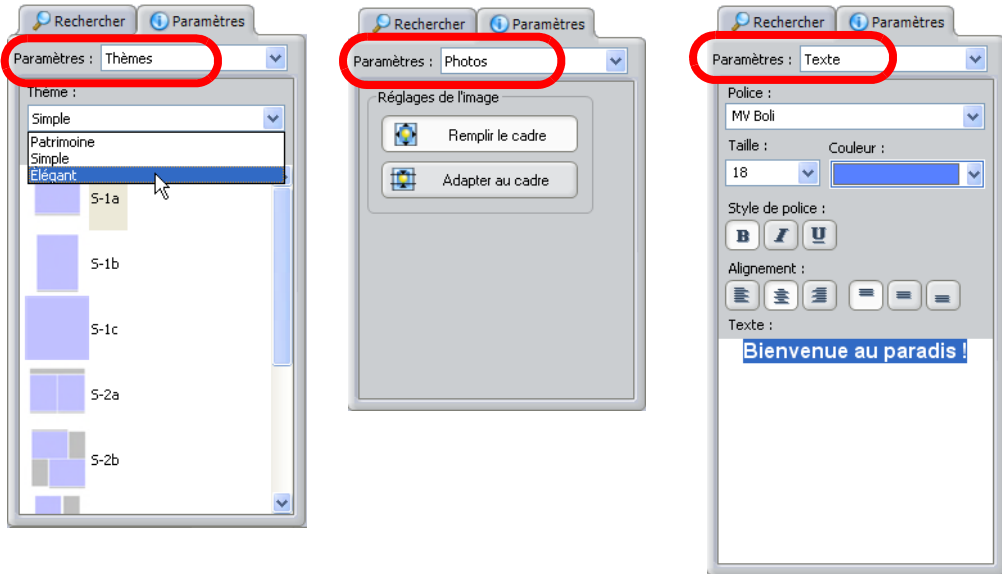 Rechercher
Paramètres
Paramètres :
Thèmes
Thème :
Simple
Patrimoine
Simple
Élégant
S-1a
S-1b
S-1c
S-2a
S-2b
Rechercher
Paramètres
Paramètres :
Photos
Réglages de l'image
Remplir le cadre
Adapter au cadre
Rechercher
Paramètres
Paramètres :
Texte
Police :
MV Boli
Taille :
Couleur :
18
Style de police :
B I U
Alignement :
Texte :
Bienvenue au paradis !